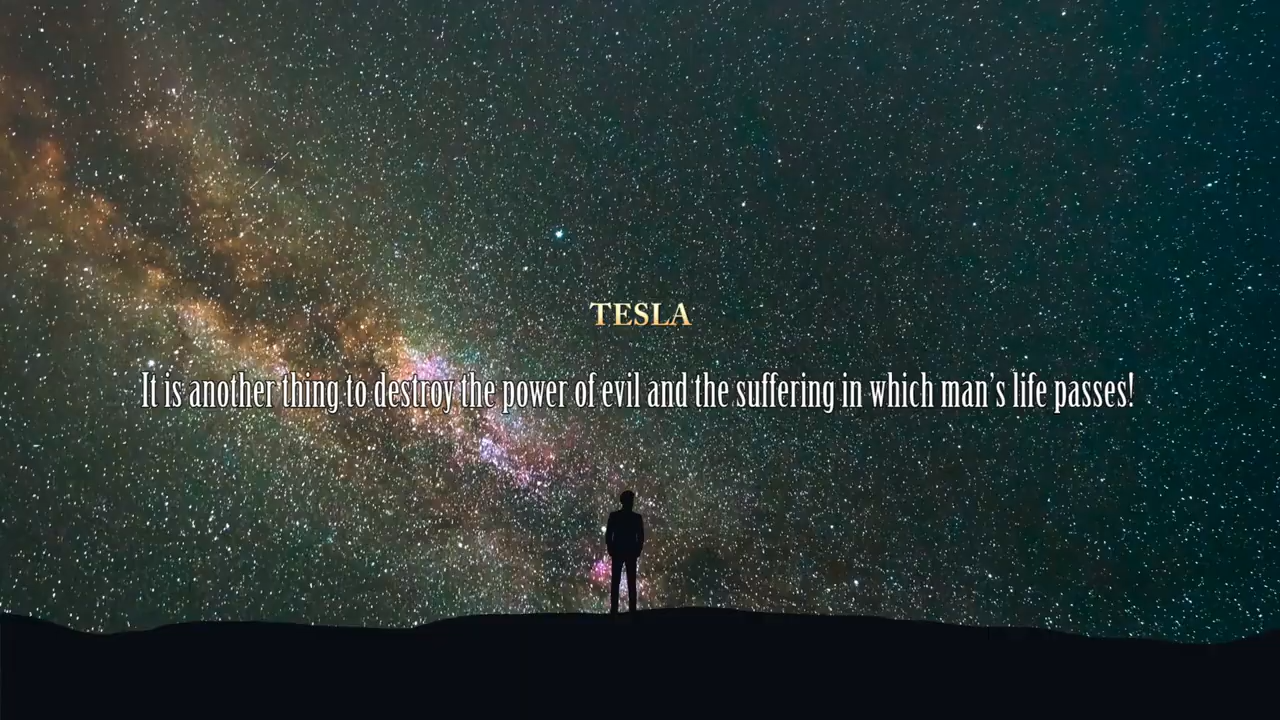 TESLA
It is another thing to destroy the power of evil and the suffering in which man’s life passes!